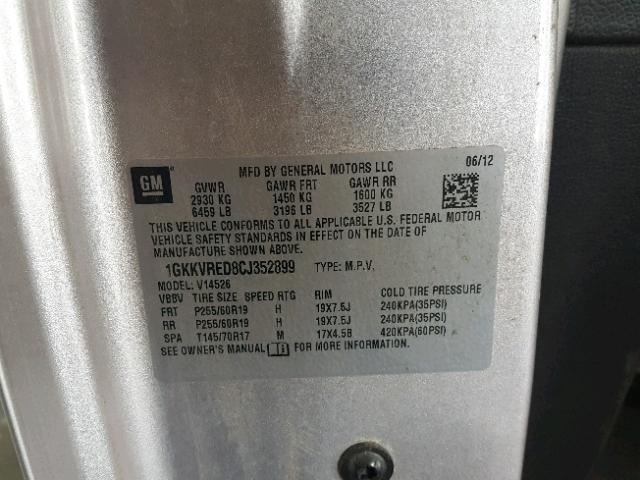 GM
MFD BY GENERAL MOTORS LLC 06/12
GVWR GAWR FRT GAWR RR
2930 KG 1450 KG 1600 KG
6459 LB 3196 LB 3527 LB
THIS VEHICLE CONFORMS TO ALL APPLICABLE U.S. FEDERAL MOTOR
VEHICLE SAFETY STANDARDS IN EFFECT ON THE DATE OF
MANUFACTURE SHOWN ABOVE.
1GKKVRED8CJ352899 TYPE: M.P.V.
MODEL: V14526
VBBV TIRE SIZE SPEED RTG RIM COLD TIRE PRESSURE
FRT P255/60R19 H 19X7.5J 240KPA(35PSI)
RR P255/60R19 H 19X7.5J 240KPA(35PSI)
SPA T145/70R17 M 17X4.5B 420KPA(60PSI)
SEE OWNER'S MANUAL FOR MORE INFORMATION.